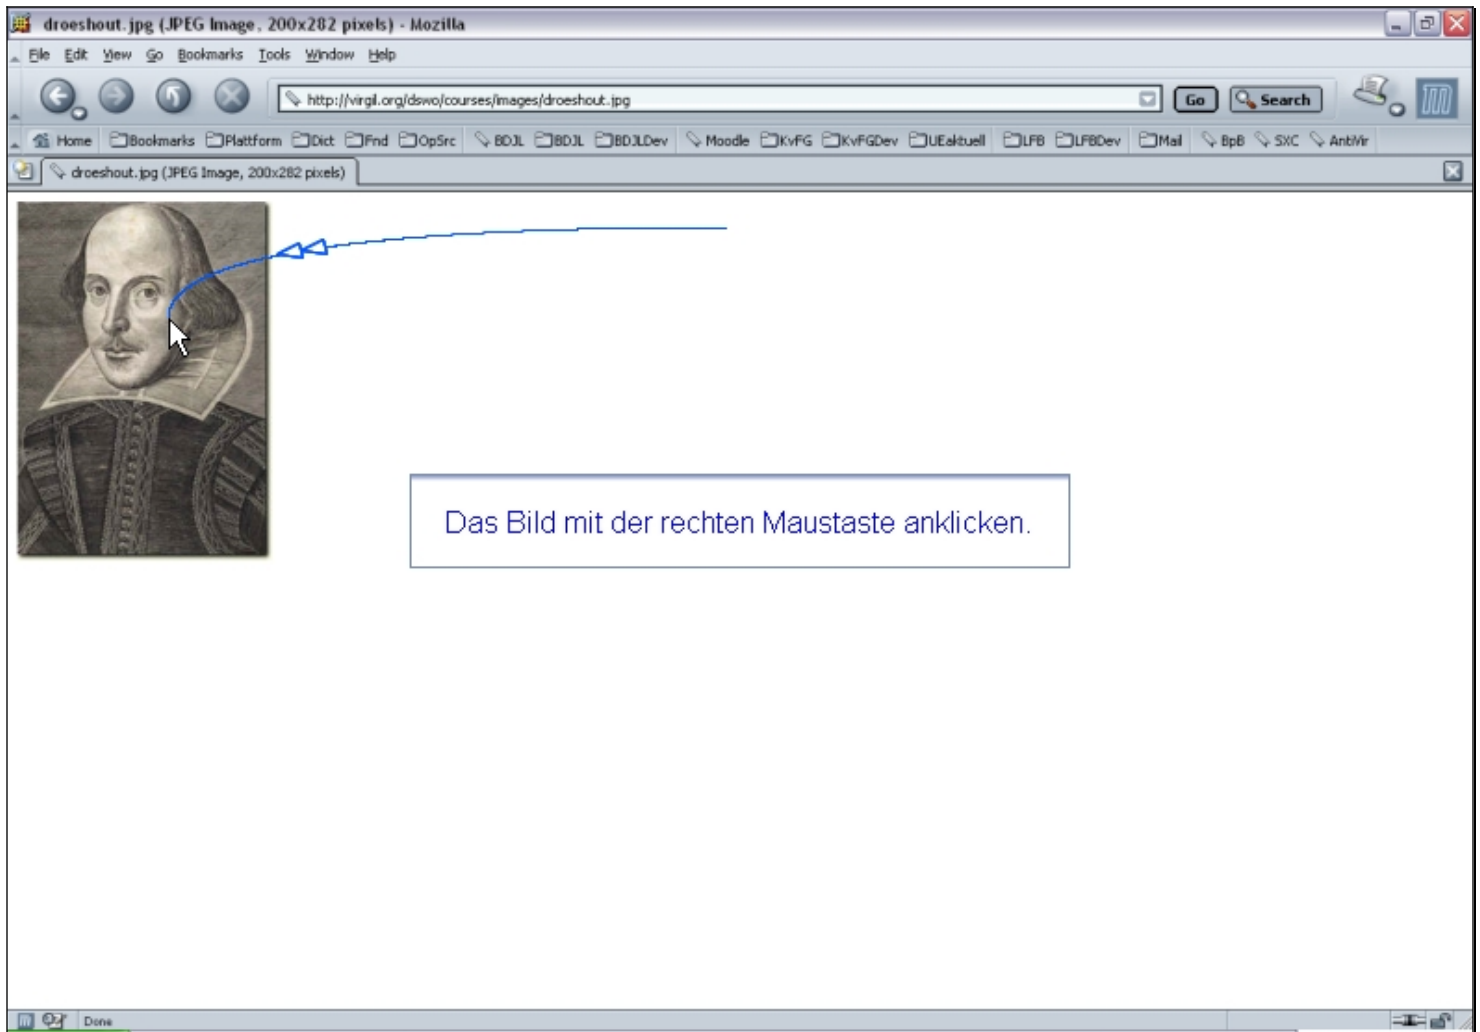 droeshout.jpg (JPEG Image, 200x282 pixels) - Mozilla
File Edit View Go Bookmarks Tools Window Help
http://virgil.org/dswo/courses/images/droeshout.jpg Go Search
Home Bookmarks Plattform Dict Fnd OpSrc BDJL BDJL BDJLDev Moodle KvFG KvFGDev UEaktuell LFB LFBDev Mail BpB SXC AntiVir
droeshout.jpg (JPEG Image, 200x282 pixels)
Das Bild mit der rechten Maustaste anklicken.
Done